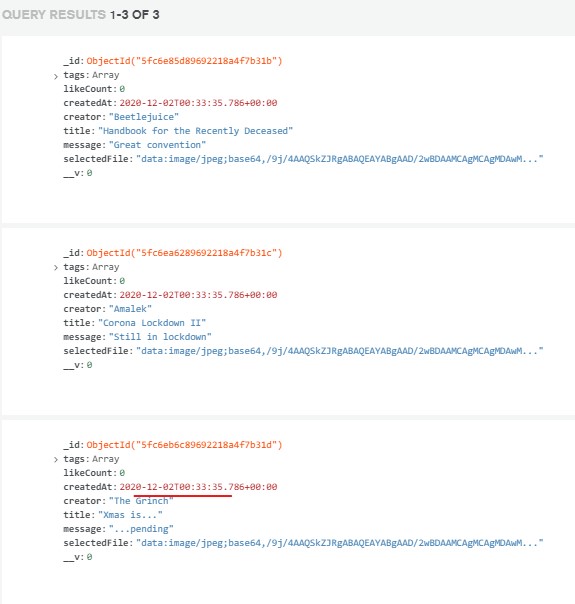 QUERY RESULTS 1-3 OF 3
_id: ObjectId("5fc6e85d89692218a4f7b31b")
> tags: Array
likeCount: 0
createdAt: 2020-12-02T00:33:35.786+00:00
creator: "Beetlejuice"
title: "Handbook for the Recently Deceased"
message: "Great convention"
selectedFile: "data:image/jpeg;base64,/9j/4AAQSkZJRgABAQEAYABgAAD/2wBDAAMCAgMCAgMDAwM..."
__v: 0
_id: ObjectId("5fc6ea6289692218a4f7b31c")
> tags: Array
likeCount: 0
createdAt: 2020-12-02T00:33:35.786+00:00
creator: "Amalek"
title: "Corona Lockdown II"
message: "Still in lockdown"
selectedFile: "data:image/jpeg;base64,/9j/4AAQSkZJRgABAQEAYABgAAD/2wBDAAMCAgMCAgMDAwM..."
__v: 0
_id: ObjectId("5fc6eb6c89692218a4f7b31d")
> tags: Array
likeCount: 0
createdAt: 2020-12-02T00:33:35.786+00:00
creator: "The Grinch"
title: "Xmas is..."
message: "...pending"
selectedFile: "data:image/jpeg;base64,/9j/4AAQSkZJRgABAQEAYABgAAD/2wBDAAMCAgMCAgMDAwM..."
__v: 0